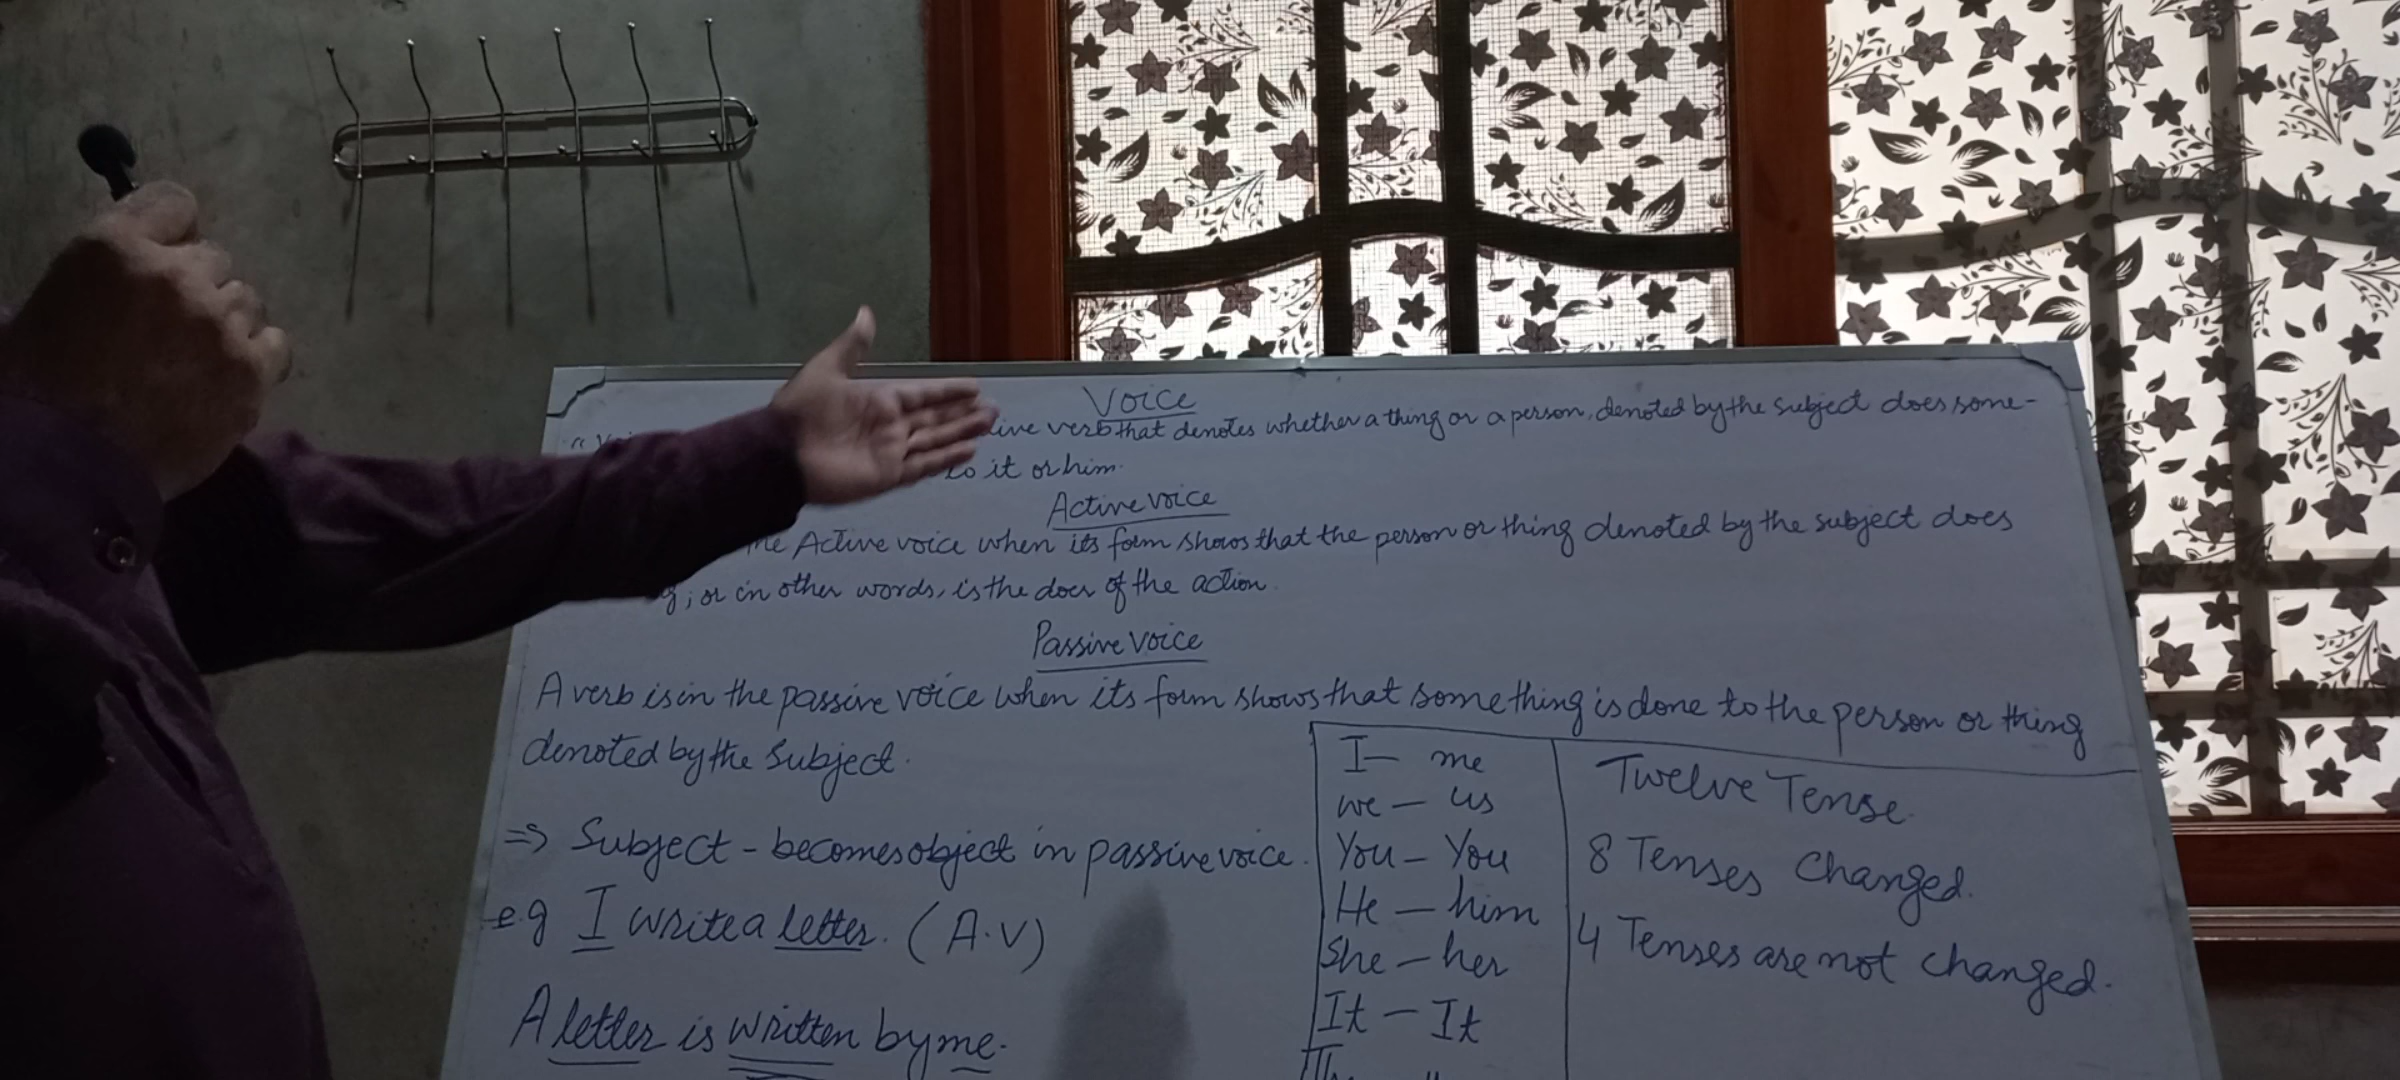 Voice
verb that denotes whether a thing or a person, denoted by the subject does some-
to it or him.
Active voice
the Active voice when its form shows that the person or thing denoted by the subject does
; or in other words, is the doer of the action.
Passive voice
A verb is in the passive voice when its form shows that something is done to the person or thing
denoted by the Subject.
=> Subject - becomes object in passive voice.
e.g I write a letter. (A.V)
A letter is written by me.
I - me
we - us
You - You
He - him
She - her
It - It
Twelve Tense.
8 Tenses Changed.
4 Tenses are not changed.